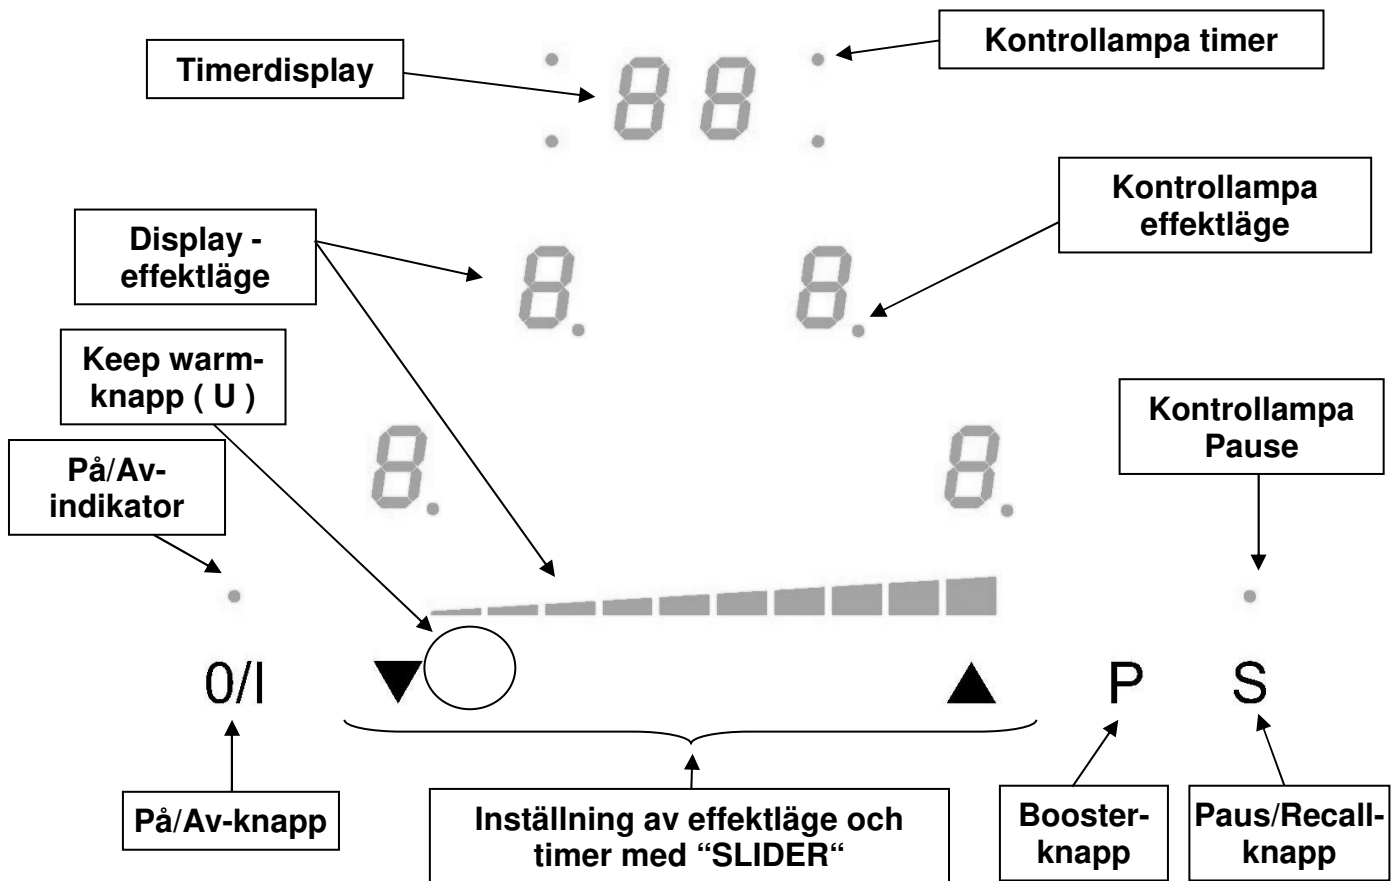 Kontrollampa timer
Timerdisplay
88
Kontrollampa
effektläge
Display -
effektläge
8. 8.
Keep warm-
knapp ( U )
Kontrollampa
Pause
På/Av-
indikator
8. 8.
0/I ▼ ▲ P S
På/Av-knapp
Inställning av effektläge och
timer med “SLIDER“
Booster-
knapp
Paus/Recall-
knapp